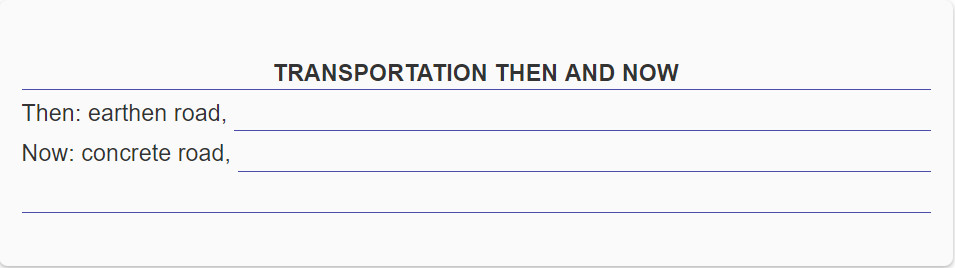 TRANSPORTATION THEN AND NOW
Then: earthen road,
Now: concrete road,